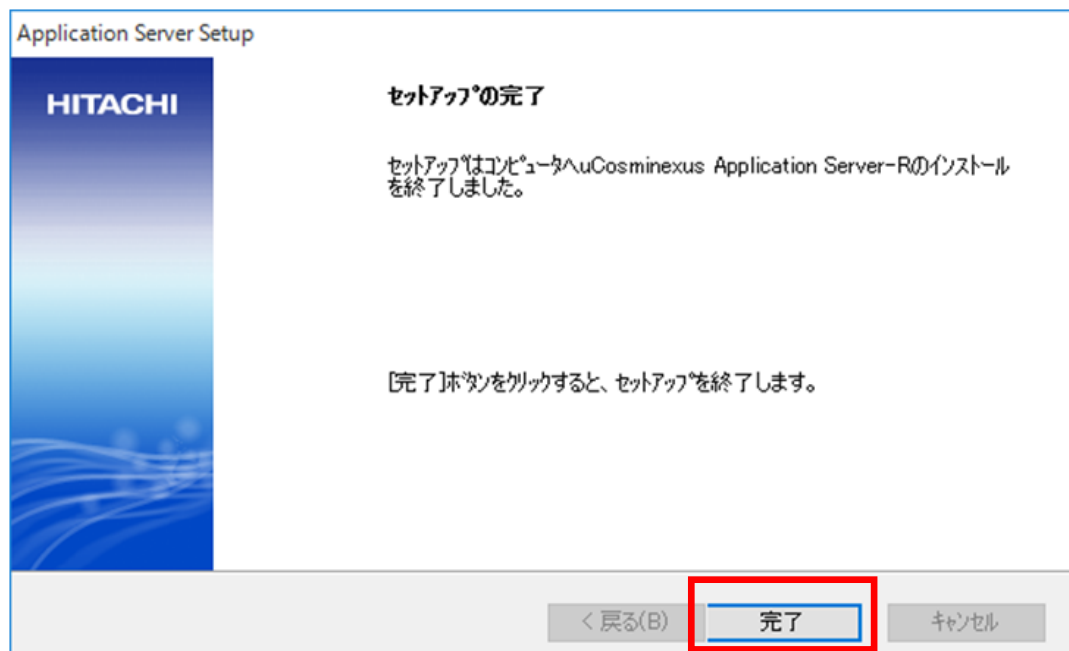 Application Server Setup
HITACHI
セットアップの完了
セットアップはコンピュータへuCosminexus Application Server-Rのインストール
を終了しました。
[完了]ボタンをクリックすると、セットアップを終了します。
< 戻る(B)
完了
キャンセル